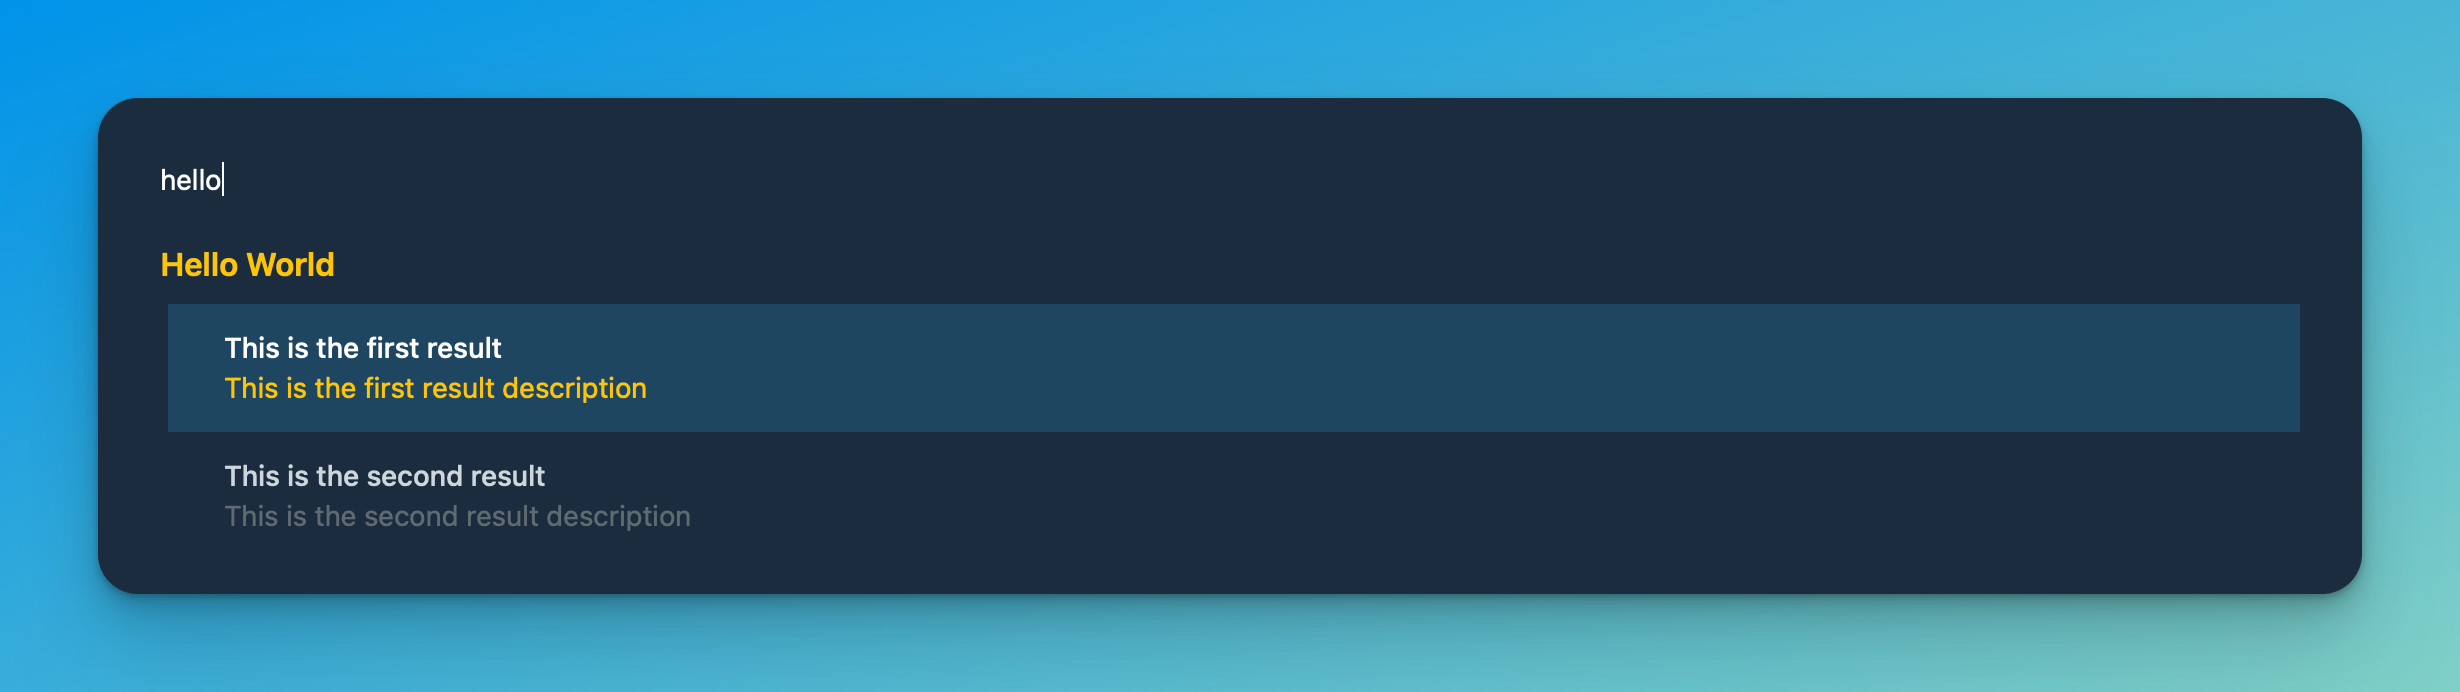 hello
Hello World
This is the first result
This is the first result description
This is the second result
This is the second result description